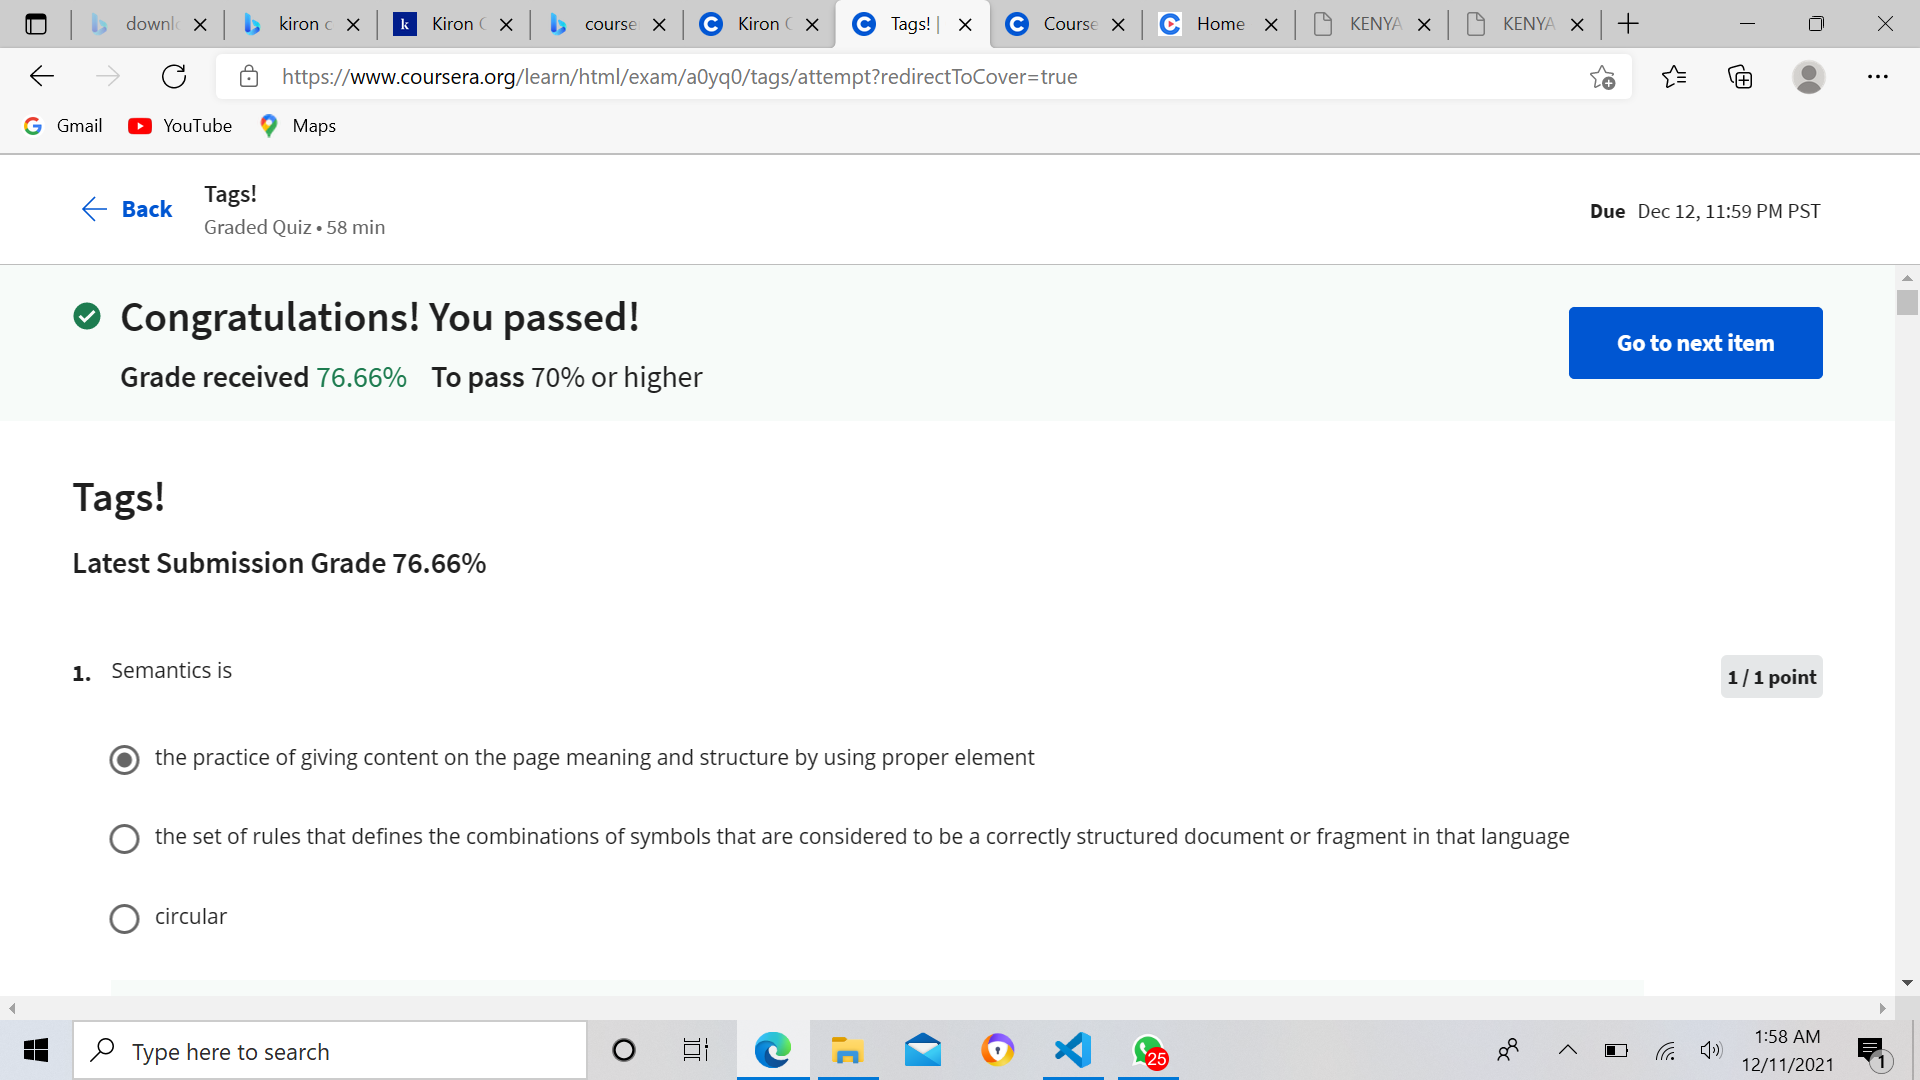 downl kiron c Kiron course Kiron Tags! | Course Home KENYA KENYA
https://www.coursera.org/learn/html/exam/a0yq0/tags/attempt?redirectToCover=true
Gmail YouTube Maps
Back
Tags!
Graded Quiz • 58 min
Due Dec 12, 11:59 PM PST
Congratulations! You passed!
Grade received 76.66% To pass 70% or higher
Go to next item
Tags!
Latest Submission Grade 76.66%
1. Semantics is
1 / 1 point
the practice of giving content on the page meaning and structure by using proper element
the set of rules that defines the combinations of symbols that are considered to be a correctly structured document or fragment in that language
circular
Type here to search
25
1:58 AM
12/11/2021
1